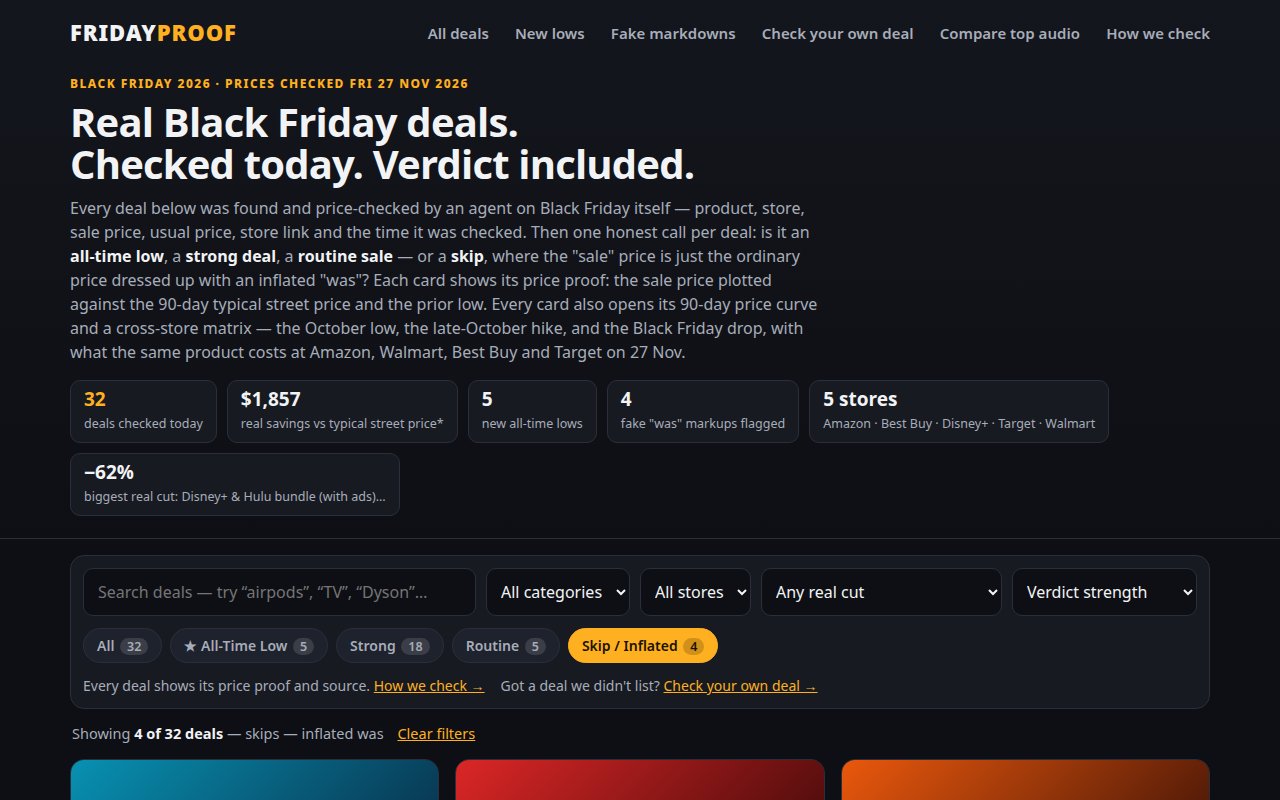 FRIDAYPROOF
All deals New lows Fake markdowns Check your own deal Compare top audio How we check
BLACK FRIDAY 2026 · PRICES CHECKED FRI 27 NOV 2026
Real Black Friday deals.
Checked today. Verdict included.
Every deal below was found and price-checked by an agent on Black Friday itself — product, store,
sale price, usual price, store link and the time it was checked. Then one honest call per deal: is it an
all-time low, a strong deal, a routine sale — or a skip, where the "sale" price is just the ordinary
price dressed up with an inflated "was"? Each card shows its price proof: the sale price plotted
against the 90-day typical street price and the prior low. Every card also opens its 90-day price curve
and a cross-store matrix — the October low, the late-October hike, and the Black Friday drop, with
what the same product costs at Amazon, Walmart, Best Buy and Target on 27 Nov.
32
deals checked today
$1,857
real savings vs typical street price*
5
new all-time lows
4
fake "was" markups flagged
5 stores
Amazon · Best Buy · Disney+ · Target · Walmart
−62%
biggest real cut: Disney+ & Hulu bundle (with ads)…
Search deals — try “airpods”, “TV”, “Dyson”… All categories All stores Any real cut Verdict strength
All 32 ★ All-Time Low 5 Strong 18 Routine 5 Skip / Inflated 4
Every deal shows its price proof and source. How we check → Got a deal we didn't list? Check your own deal →
Showing 4 of 32 deals — skips — inflated was Clear filters